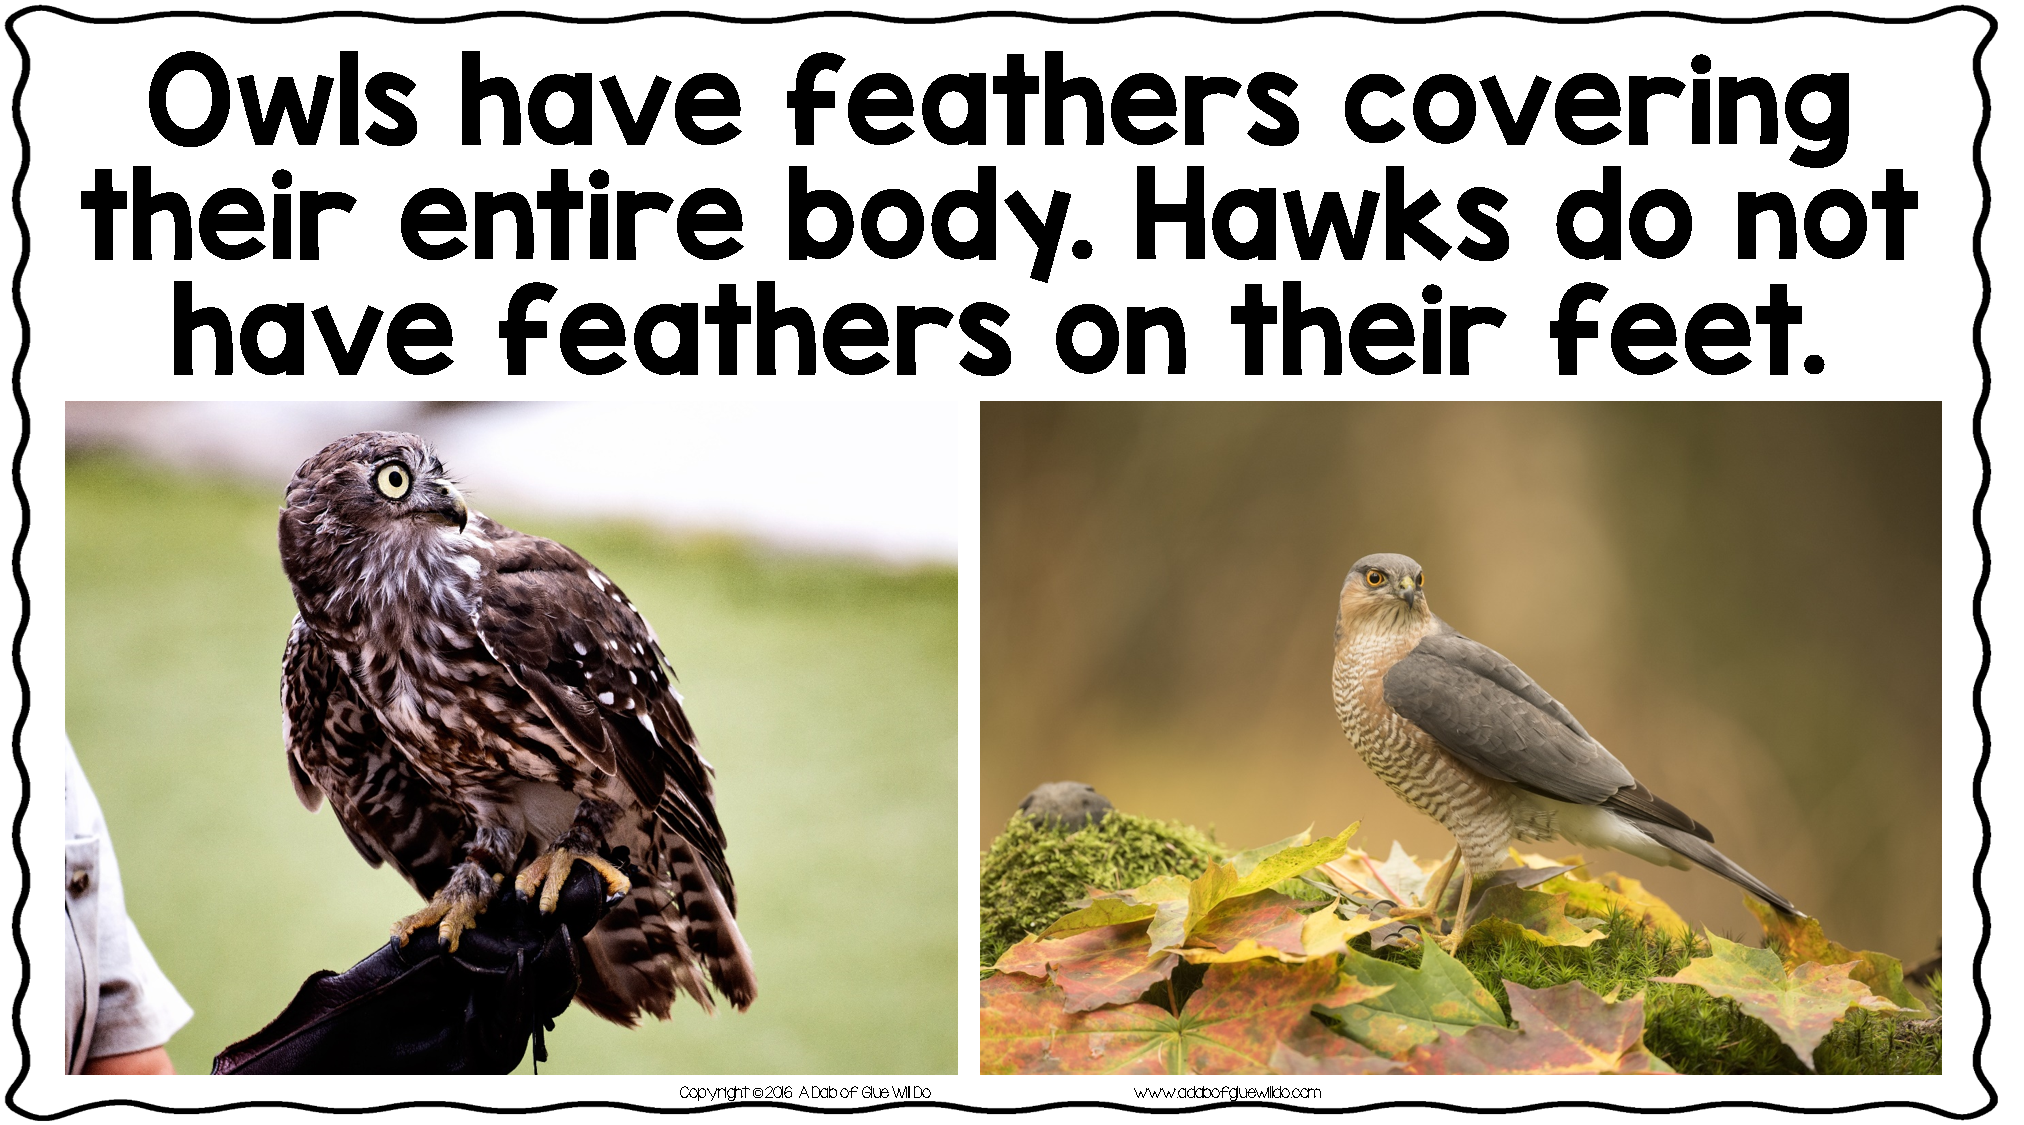 Owls have feathers covering
their entire body. Hawks do not
have feathers on their feet.
Copyright ©2016 A Dab of Glue Will Do
www.adabofgluewilldo.com